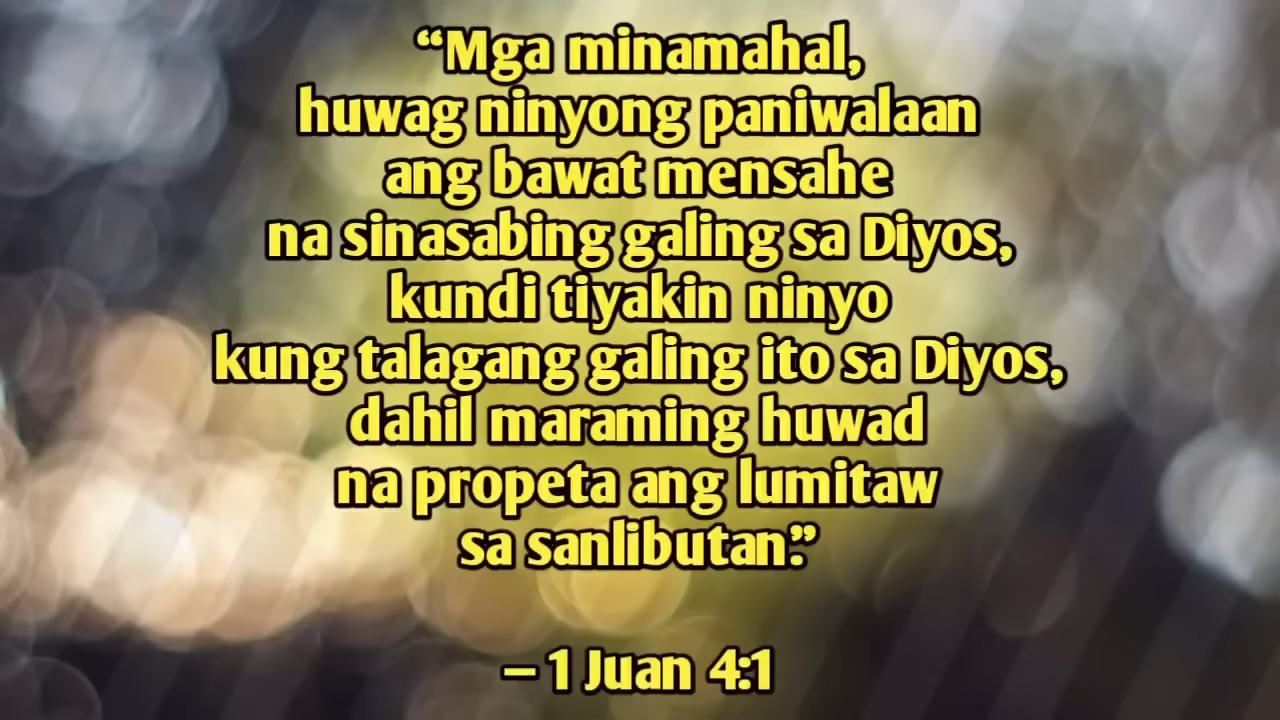 “Mga minamahal,
huwag ninyong paniwalaan
ang bawat mensahe
na sinasabing galing sa Diyos,
kundi tiyakin ninyo
kung talagang galing ito sa Diyos,
dahil maraming huwad
na propeta ang lumitaw
sa sanlibutan.”
– 1 Juan 4:1